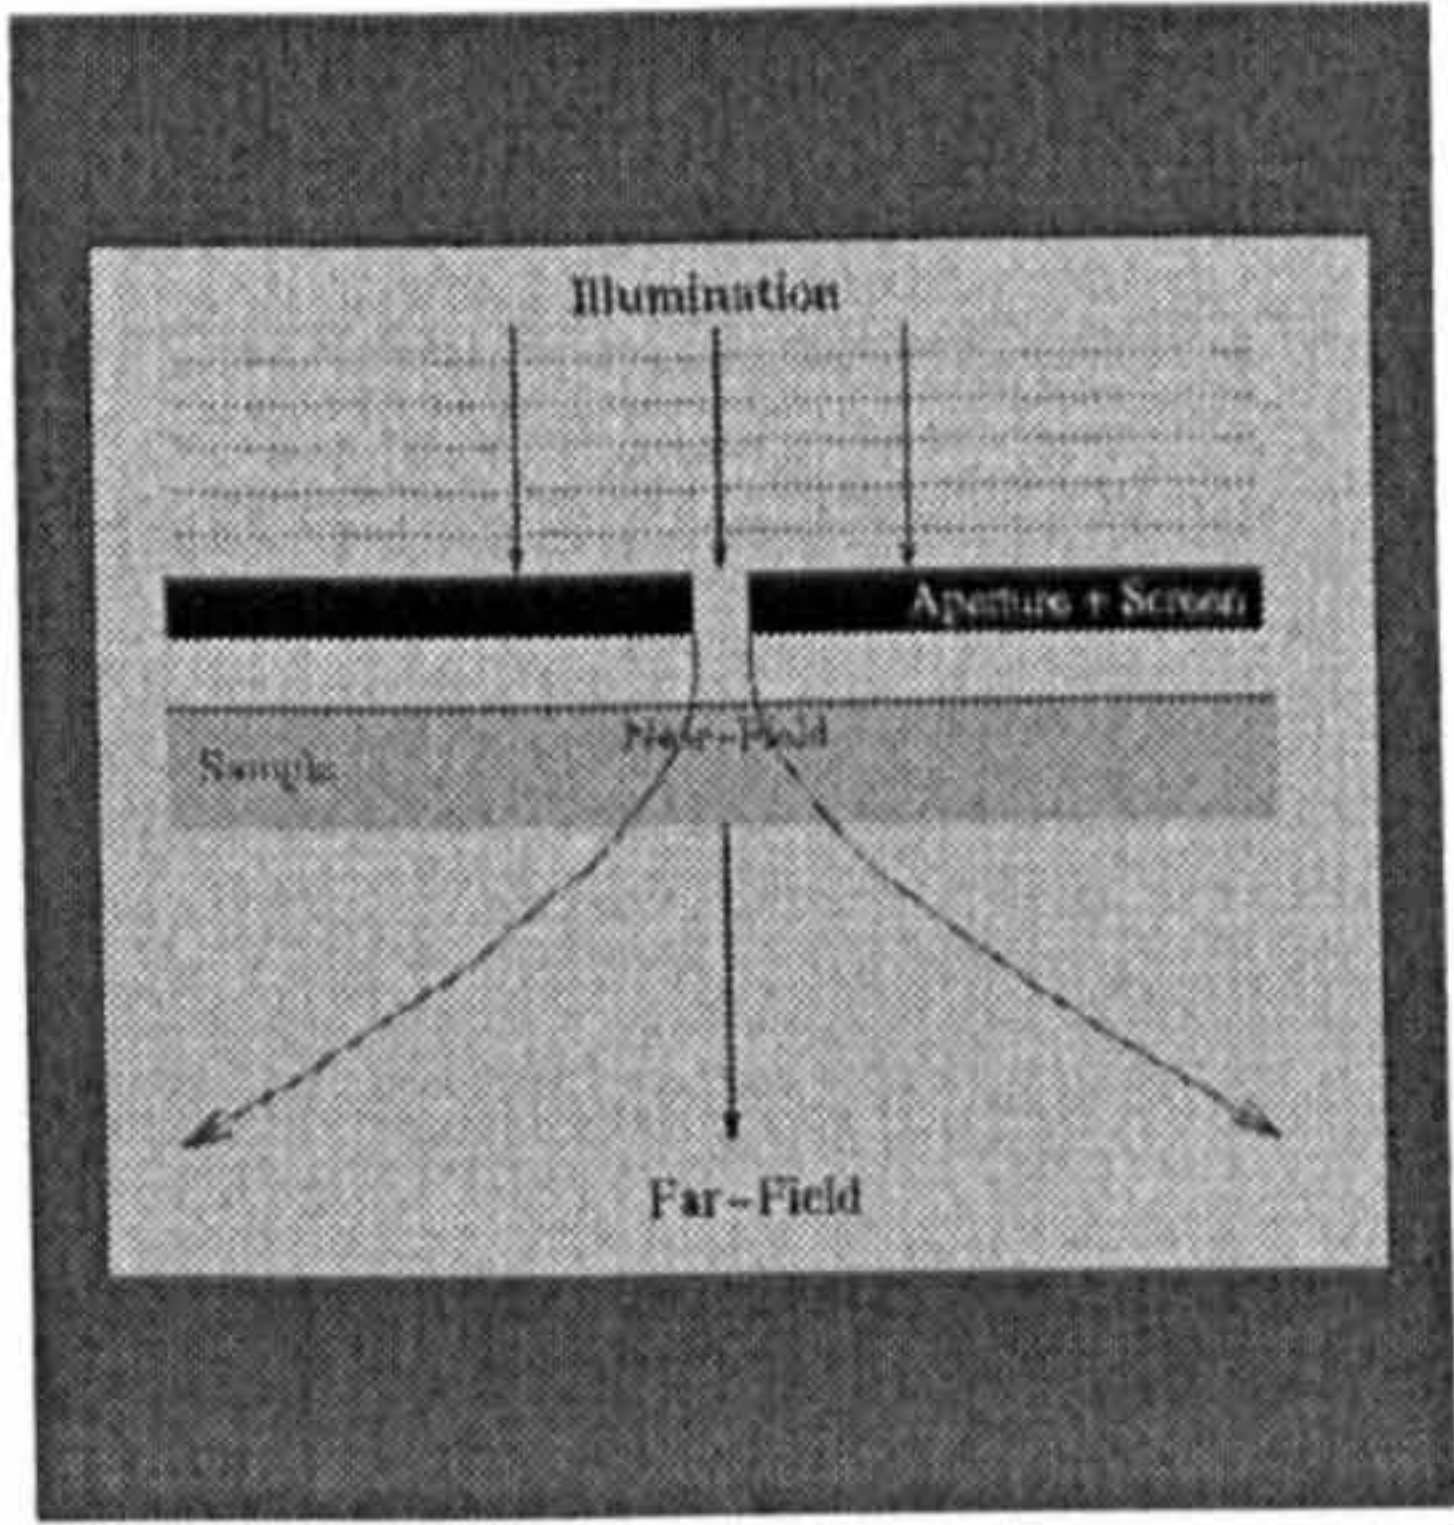 Illumination
Aperture + Screen
Near-Field
Sample
Far-Field